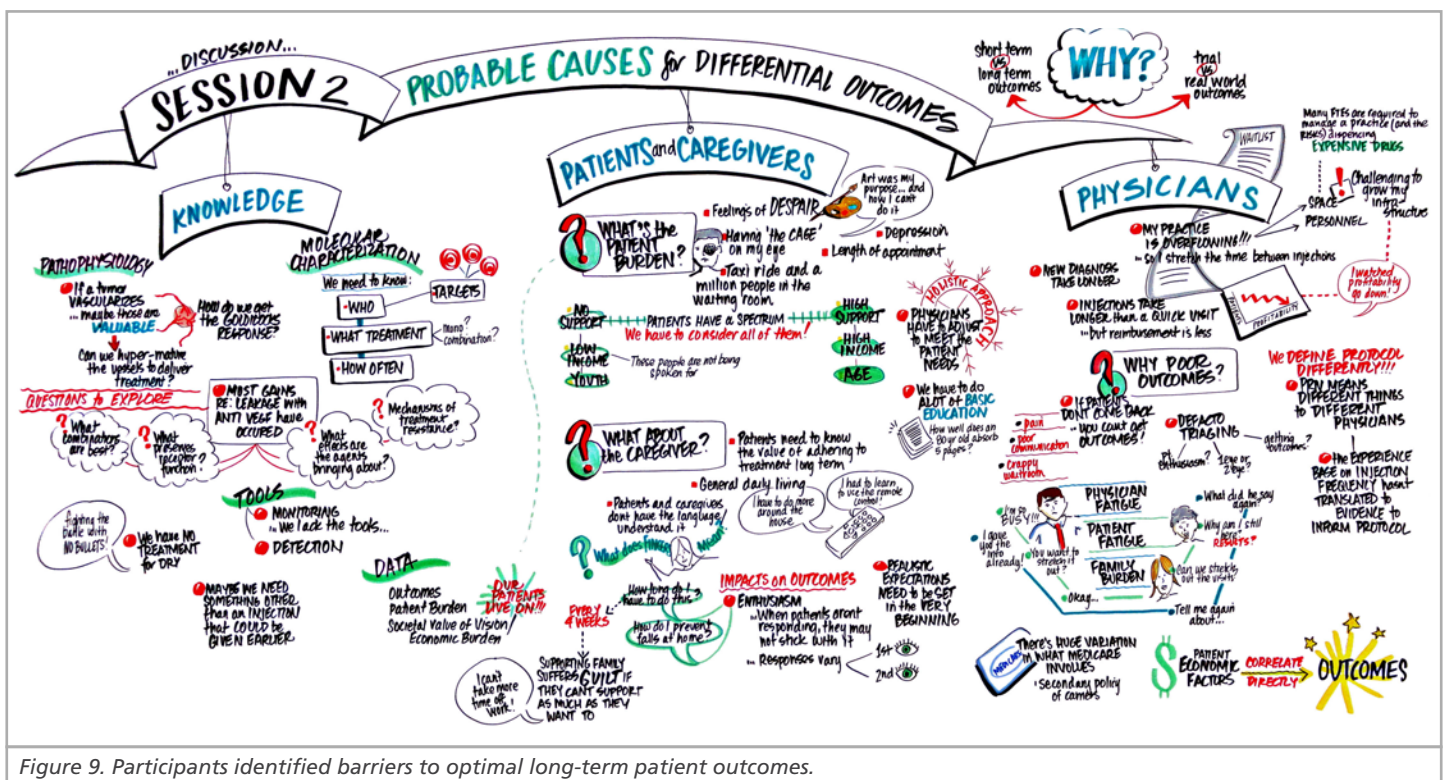 ...DISCUSSION...
SESSION 2
PROBABLE CAUSES for DIFFERENTIAL OUTCOMES
WHY?
short term
vs
long term
outcomes
trial
vs
real world
outcomes
KNOWLEDGE
PATHOPHYSIOLOGY
If a tumor
VASCULARIZES
...maybe those are
VALUABLE
How do we get
the GOLDILOCKS
RESPONSE?
Can we hyper-mature
the vessels to deliver
treatment?
MOLECULAR
CHARACTERIZATION
We need to know:
WHO
TARGETS
WHAT TREATMENT
mono?
combination?
HOW OFTEN
QUESTIONS to EXPLORE
MOST GAINS
RE: LEAKAGE with
ANTI VEGF have
OCCURED
? What
combinations
are best?
? What
preserves
receptor
function?
? What
effects are
the agents
bringing about?
? Mechanisms of
treatment
resistance?
TOOLS
MONITORING
...We lack the tools...
DETECTION
fighting the
battle with
NO BULLETS!
We have NO
TREATMENT
for DRY
MAYBE WE NEED
SOMETHING OTHER
than an INJECTION
that COULD be
GIVEN EARLIER
DATA
Outcomes
Patient Burden
Societal Value of Vision/
Economic Burden
OUR
PATIENTS
LIVE ON!!!
PATIENTS and CAREGIVERS
?
WHAT'S the
PATIENT
BURDEN?
Feelings of DESPAIR
Art was my
purpose... and
now I can't
do it
Having 'the CAGE'
on my eye
Depression
Length of appointment
Taxi ride and a
million people in the
waiting room
NO
SUPPORT
PATIENTS HAVE a SPECTRUM
We have to consider all of them!
HIGH
SUPPORT
LOW
INCOME
These people are not being
spoken for
HIGH
INCOME
YOUTH
AGE
HOLISTIC APPROACH
PHYSICIANS
HAVE to ADJUST
to MEET the
PATIENT
NEEDS
We have to do
ALOT of BASIC
EDUCATION
How well does an
80 year old absorb
5 pages?
?
WHAT ABOUT
the CAREGIVER?
Patients need to know
the value of adhering to
treatment long term
General daily living
I have to do more
around the
house
I had to learn
to use the remote
control!
Patients and caregivers
dont have the language/
understand it
?
What does FINGERS MEAN?
How long do I
have to do this?
EVERY
4 WEEKS
How do I prevent
falls at home?
SUPPORTING FAMILY
SUFFERS GUILT IF
THEY CANT SUPPORT
AS MUCH AS THEY
WANT TO
I can't
take more
time off
work!
IMPACTS on OUTCOMES
ENTHUSIASM
...When patients arent
responding, they may
not stick with it
... Responses vary
1st
2nd
REALISTIC
EXPECTATIONS
NEED to BE SET
IN the VERY
BEGINNING
PHYSICIANS
WAITLIST
Many FTEs are required to
manage a practice (and the
RISKS) dispencing
EXPENSIVE DRUGS
SPACE
PERSONNEL
!
Challenging to
grow my
infra-
structure
MY PRACTICE
IS OVERFLOWING!!!
...so I stretch the time between injections
NEW DIAGNOSIS
TAKE LONGER
INJECTIONS TAKE
LONGER than A QUICK VISIT
...but reimbursement is less
PATIENTS
PROFITABILITY
I watched
profitability
go down!
?
WHY POOR
OUTCOMES?
IF PATIENTS
DONT COME BACK
...YOU CAN'T GET
OUTCOMES!
pain
poor
communication
Crappy
waitroom
DEFACTO
TRIAGING
getting
outcomes?
pt
enthusiasm?
1 eye or
2 eye?
We DEFINE PROTOCOL
DIFFERENTLY!!!
PRN MEANS
DIFFERENT THINGS
to DIFFERENT
PHYSICIANS
the EXPERIENCE
BASE on INJECTION
FREQUENCY HASN'T
TRANSLATED to
EVIDENCE to
INFORM PROTOCOL
PHYSICIAN
FATIGUE
PATIENT
FATIGUE
FAMILY
BURDEN
I'm so
BUSY!!!
I gave
you the
info
already!
You want to
stretch it
out?
Okay...
What did he say
again?
Why am I still
here?
RESULTS?
Can we stretch
out the visits?
Tell me again
about...
MEDICARE
THERE'S HUGE VARIATION
IN WHAT MEDICARE
INVOLVES
secondary policy
of carriers
$
PATIENT
ECONOMIC
FACTORS
CORRELATE
DIRECTLY
OUTCOMES
Figure 9. Participants identified barriers to optimal long-term patient outcomes.